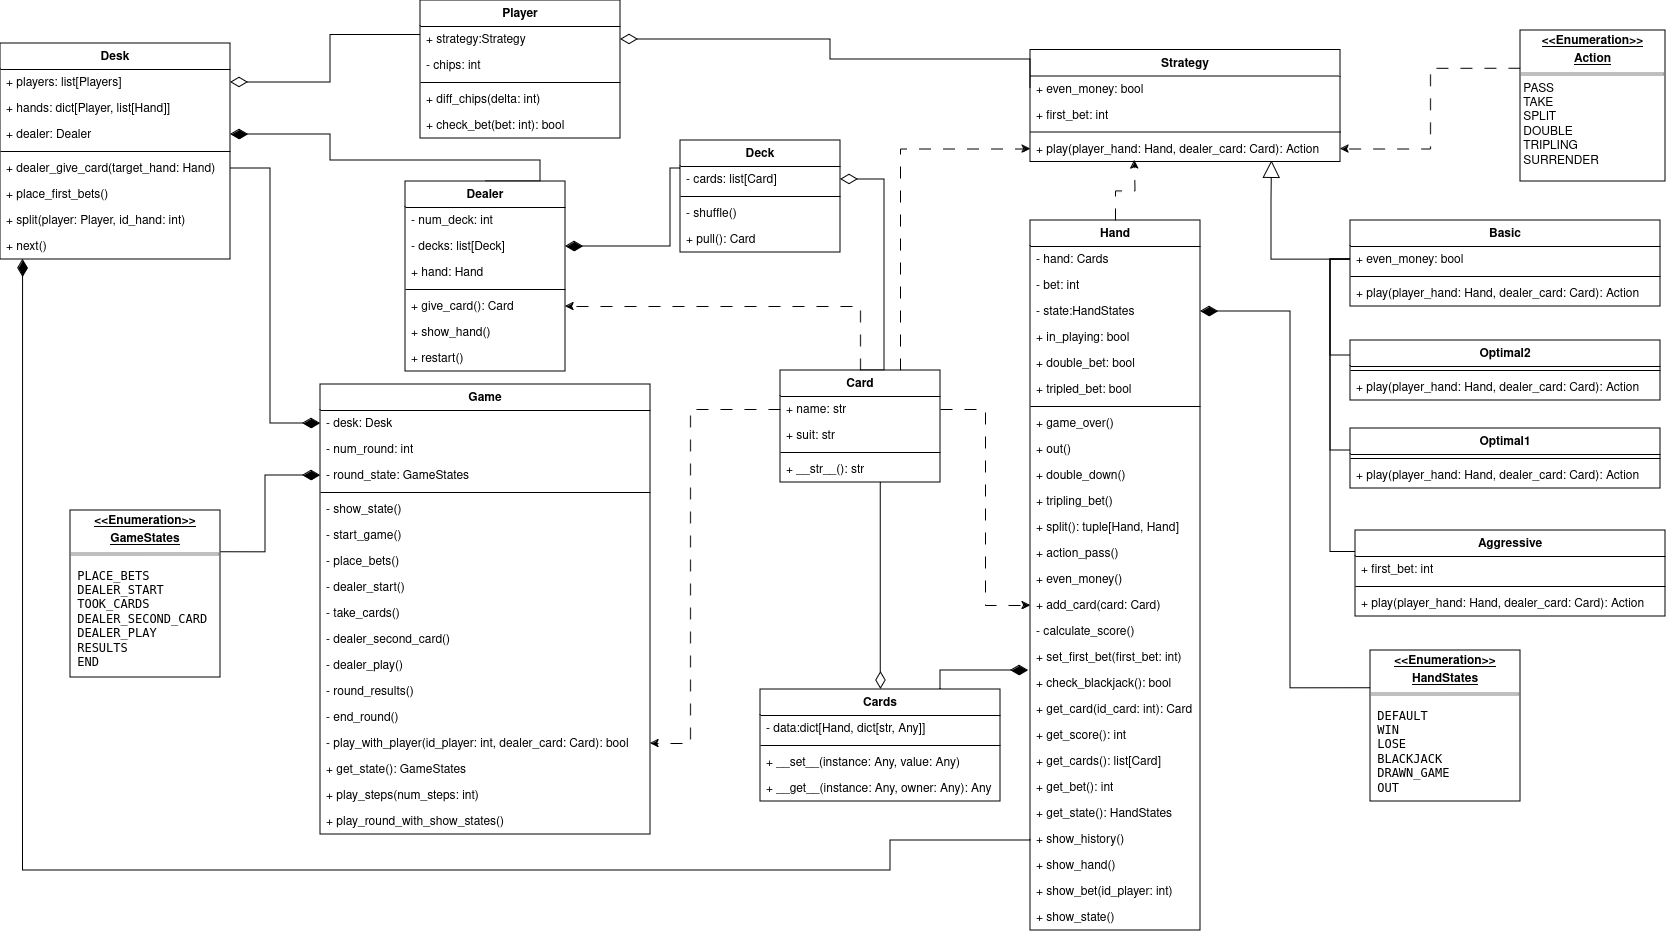 Player
+ strategy:Strategy
- chips: int
+ diff_chips(delta: int)
+ check_bet(bet: int): bool
Desk
+ players: list[Players]
+ hands: dict[Player, list[Hand]]
+ dealer: Dealer
+ dealer_give_card(target_hand: Hand)
+ place_first_bets()
+ split(player: Player, id_hand: int)
+ next()
Strategy
+ even_money: bool
+ first_bet: int
+ play(player_hand: Hand, dealer_card: Card): Action
<<Enumeration>>
Action
PASS
TAKE
SPLIT
DOUBLE
TRIPLING
SURRENDER
Deck
- cards: list[Card]
- shuffle()
+ pull(): Card
Dealer
- num_deck: int
- decks: list[Deck]
+ hand: Hand
+ give_card(): Card
+ show_hand()
+ restart()
Hand
- hand: Cards
- bet: int
- state:HandStates
+ in_playing: bool
+ double_bet: bool
+ tripled_bet: bool
+ game_over()
+ out()
+ double_down()
+ tripling_bet()
+ split(): tuple[Hand, Hand]
+ action_pass()
+ even_money()
+ add_card(card: Card)
- calculate_score()
+ set_first_bet(first_bet: int)
+ check_blackjack(): bool
+ get_card(id_card: int): Card
+ get_score(): int
+ get_cards(): list[Card]
+ get_bet(): int
+ get_state(): HandStates
+ show_history()
+ show_hand()
+ show_bet(id_player: int)
+ show_state()
Basic
+ even_money: bool
+ play(player_hand: Hand, dealer_card: Card): Action
Optimal2
+ play(player_hand: Hand, dealer_card: Card): Action
Optimal1
+ play(player_hand: Hand, dealer_card: Card): Action
Aggressive
+ first_bet: int
+ play(player_hand: Hand, dealer_card: Card): Action
Card
+ name: str
+ suit: str
+ __str__(): str
Game
- desk: Desk
- num_round: int
- round_state: GameStates
- show_state()
- start_game()
- place_bets()
- dealer_start()
- take_cards()
- dealer_second_card()
- dealer_play()
- round_results()
- end_round()
- play_with_player(id_player: int, dealer_card: Card): bool
+ get_state(): GameStates
+ play_steps(num_steps: int)
+ play_round_with_show_states()
<<Enumeration>>
GameStates
PLACE_BETS
DEALER_START
TOOK_CARDS
DEALER_SECOND_CARD
DEALER_PLAY
RESULTS
END
Cards
- data:dict[Hand, dict[str, Any]]
+ __set__(instance: Any, value: Any)
+ __get__(instance: Any, owner: Any): Any
<<Enumeration>>
HandStates
DEFAULT
WIN
LOSE
BLACKJACK
DRAWN_GAME
OUT